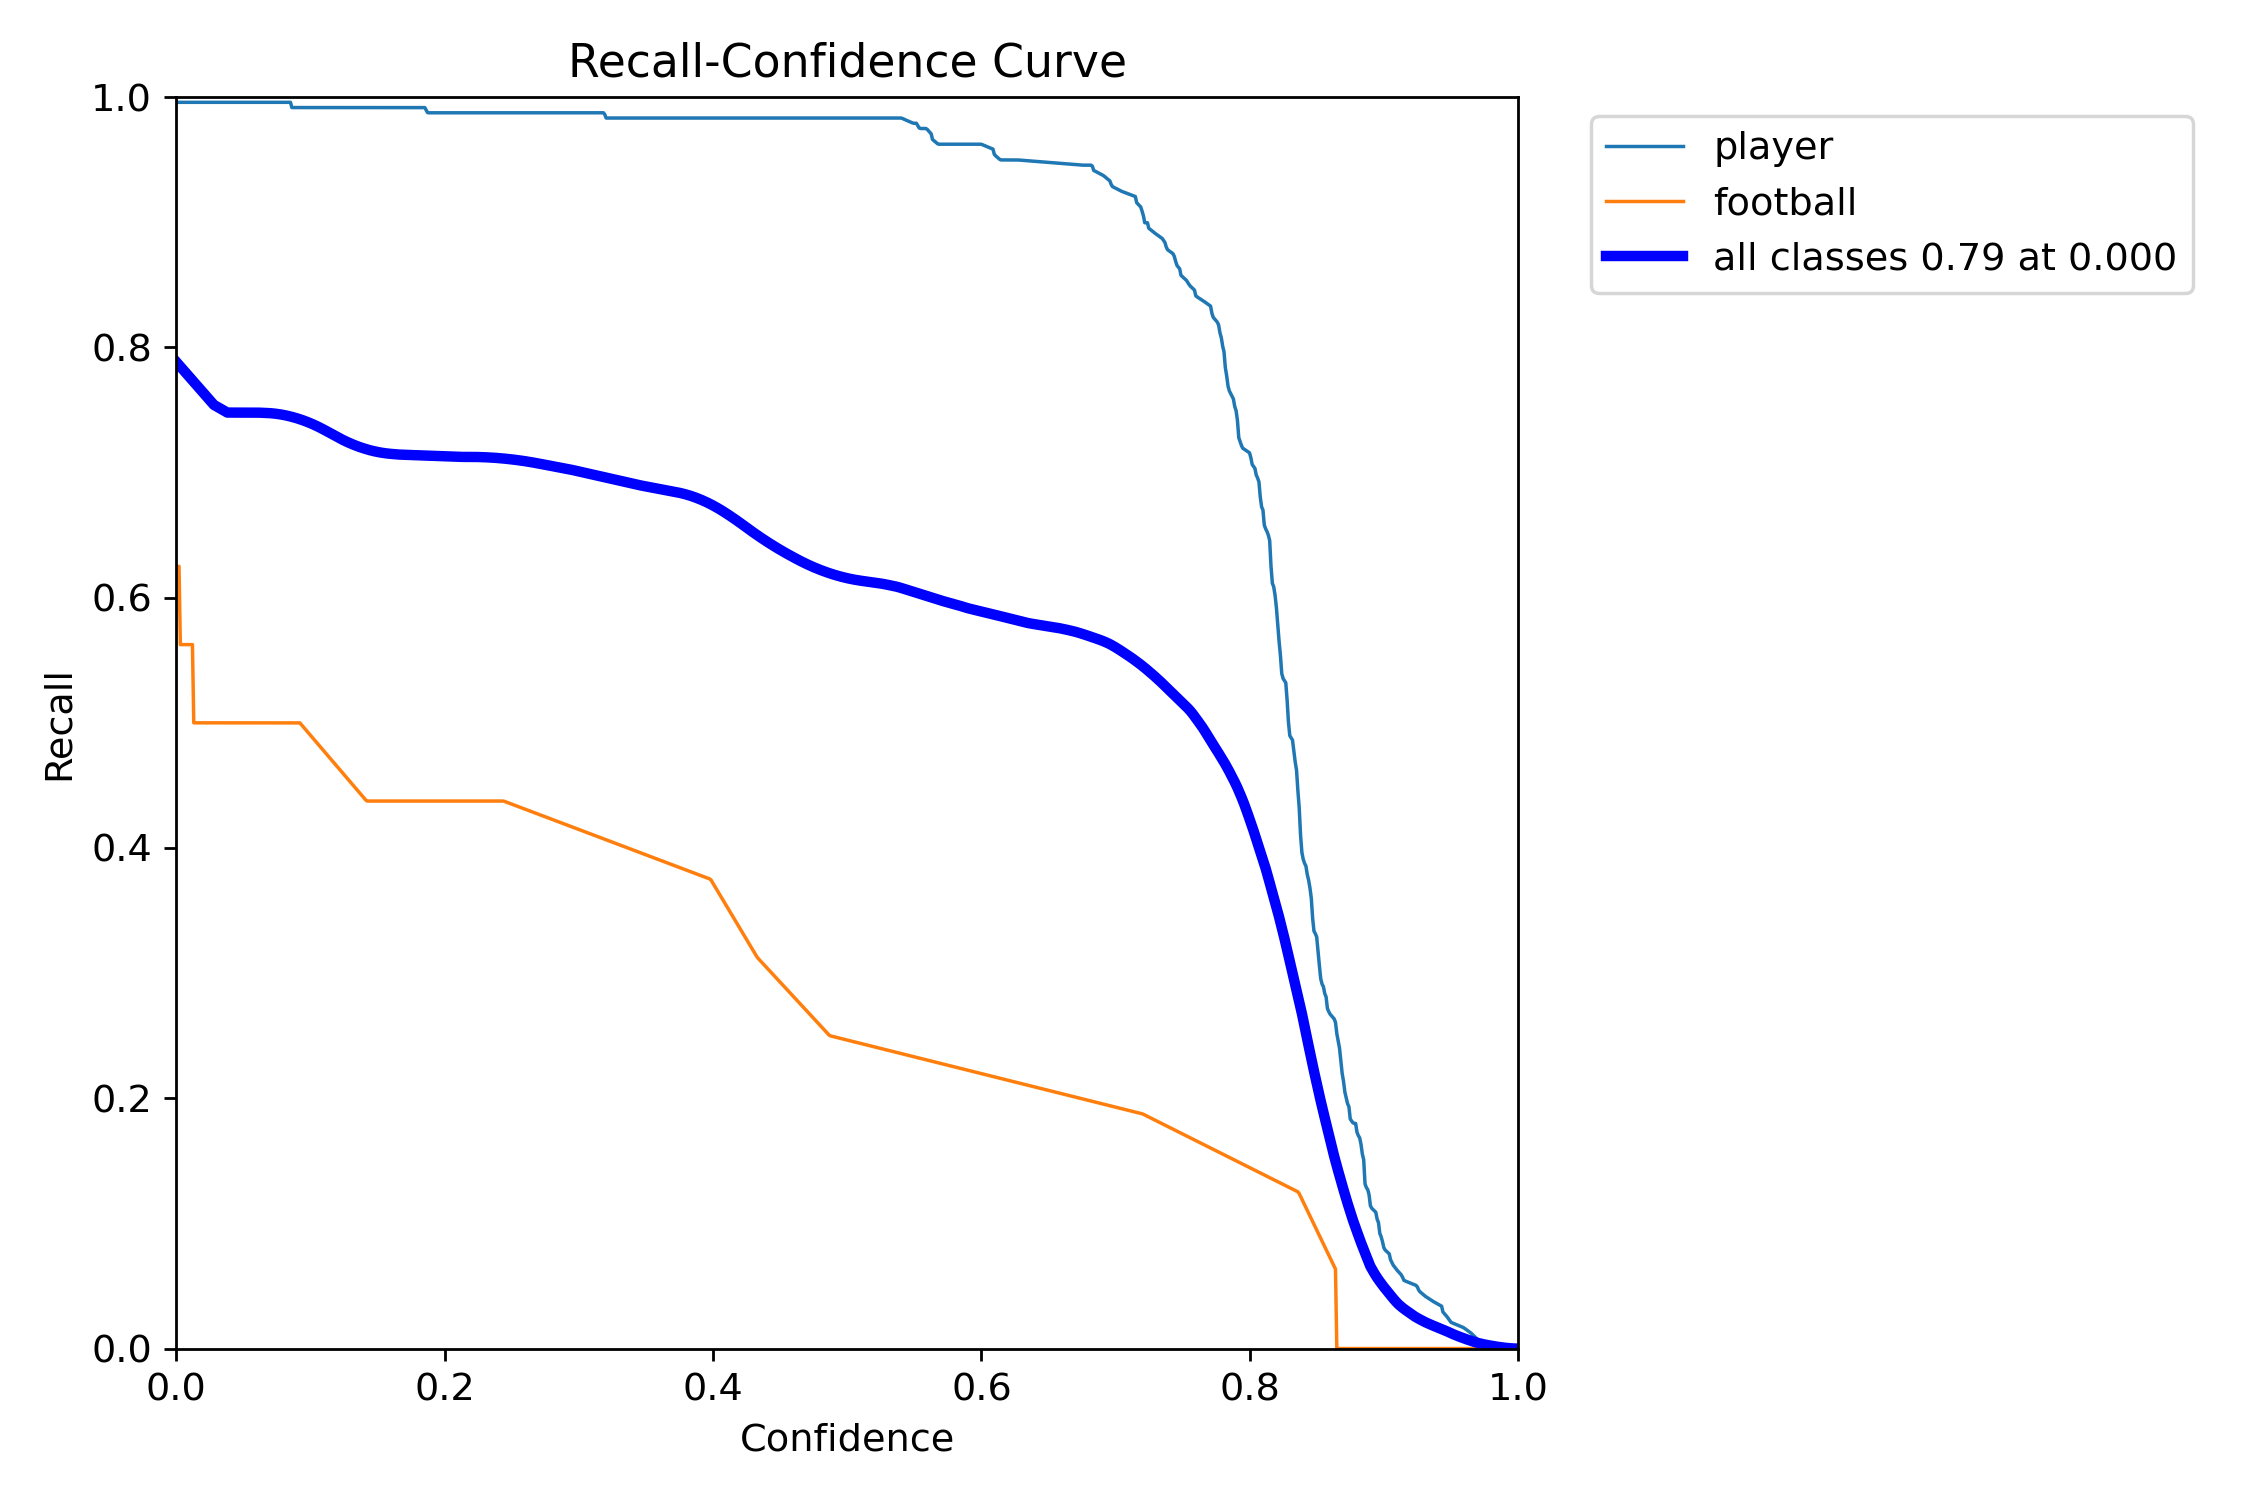 Recall-Confidence Curve
1.0
0.8
0.6
0.4
0.2
0.0
Recall
0.0 0.2 0.4 0.6 0.8 1.0
Confidence
player
football
all classes 0.79 at 0.000